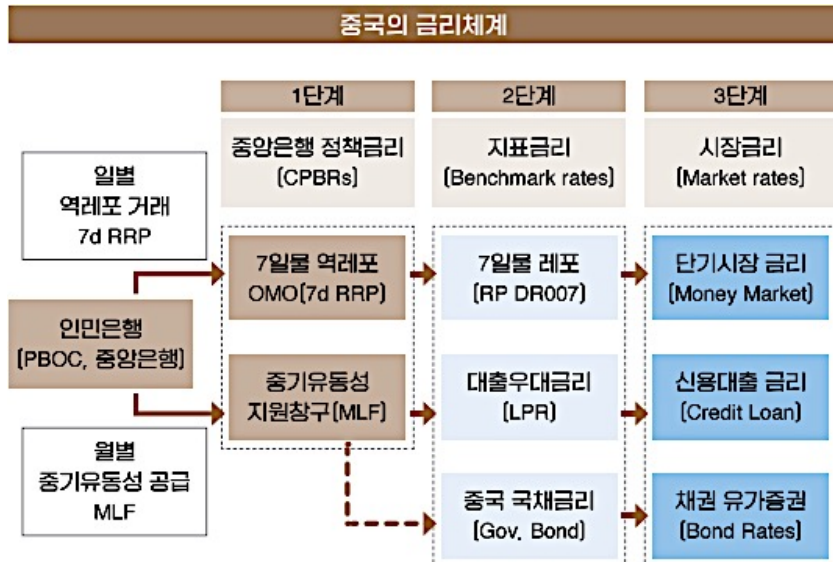 중국의 금리체계
1단계
2단계
3단계
중앙은행 정책금리
(CPBRs)
지표금리
(Benchmark rates)
시장금리
(Market rates)
일별
역레포 거래
7d RRP
7일물 역레포
OMO(7d RRP)
7일물 레포
(RP DR007)
단기시장 금리
(Money Market)
인민은행
(PBOC, 중앙은행)
중기유동성
지원창구(MLF)
대출우대금리
(LPR)
신용대출 금리
(Credit Loan)
월별
중기유동성 공급
MLF
중국 국채금리
(Gov. Bond)
채권 유가증권
(Bond Rates)